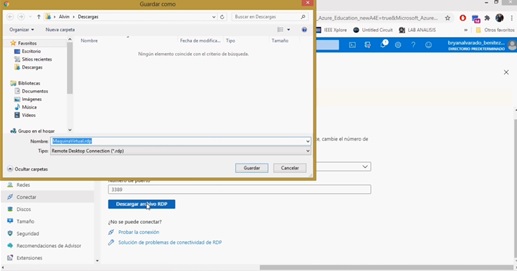 Guardar como
Alvin ▸ Descargas
Buscar en Descargas
Organizar
Nueva carpeta
Favoritos
Escritorio
Sitios recientes
Descargas
Bibliotecas
Documentos
Imágenes
Música
Vídeos
Grupo en el hogar
Nombre
Fecha de modifica...
Tipo
Tamaño
Ningún elemento coincide con el criterio de búsqueda.
Nombre:
Tipo: Remote Desktop Connection (*.rdp)
Ocultar carpetas
Guardar
Cancelar
_Azure_Education_newA4E=true&Microsoft_Azure...
IEEE Xplore
Untitled Circuit
LAB ANALISIS
Otros favoritos
bryanalvarado_benitez...
DIRECTORIO PREDETERMINADO
, cambie el número de
Número de puerto
3389
Descargar archivo RDP
¿No se puede conectar?
Probar la conexión
Solución de problemas de conectividad de RDP
Redes
Conectar
Discos
Tamaño
Seguridad
Recomendaciones de Advisor